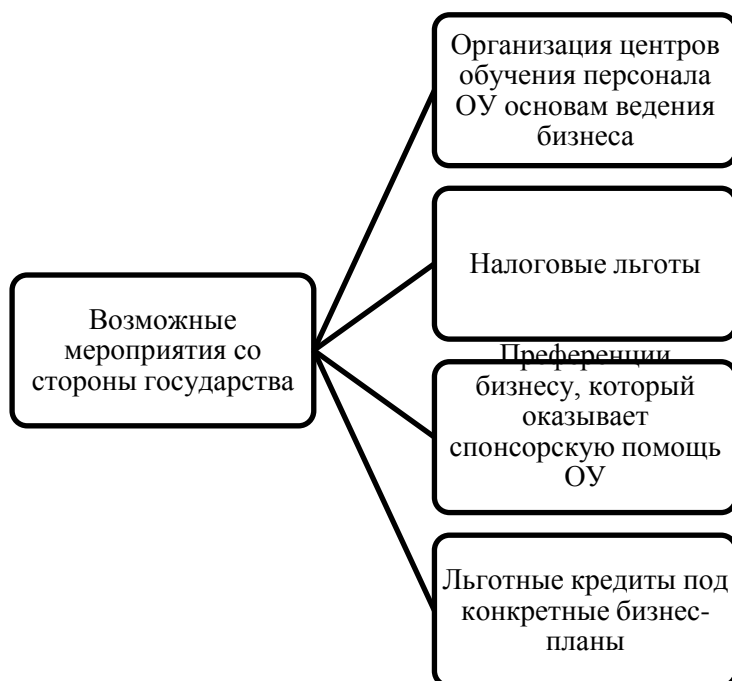 Организация центров
обучения персонала
ОУ основам ведения
бизнеса
Налоговые льготы
Возможные
мероприятия со
стороны государства
Преференции
бизнесу, который
оказывает
спонсорскую помощь
ОУ
Льготные кредиты под
конкретные бизнес-
планы